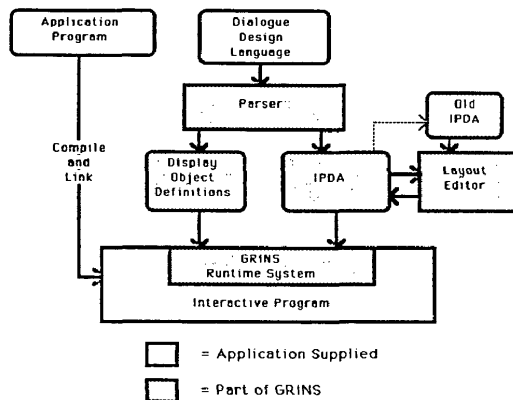 Application
Program
Dialogue
Design
Language
Parser
Old
IPDA
Compile
and
Link
Display
Object
Definitions
IPDA
Layout
Editor
GRINS
Runtime System
Interactive Program
= Application Supplied
= Part of GRINS